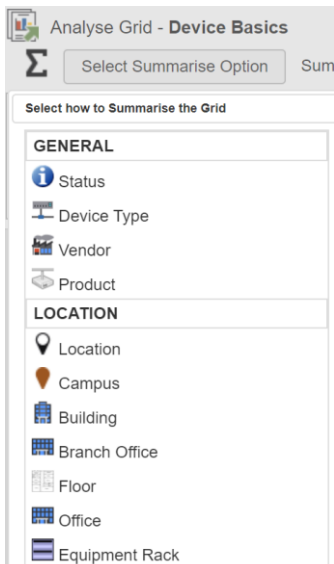 Analyse Grid - Device Basics
Σ Select Summarise Option Sum
Select how to Summarise the Grid
GENERAL
Status
Device Type
Vendor
Product
LOCATION
Location
Campus
Building
Branch Office
Floor
Office
Equipment Rack